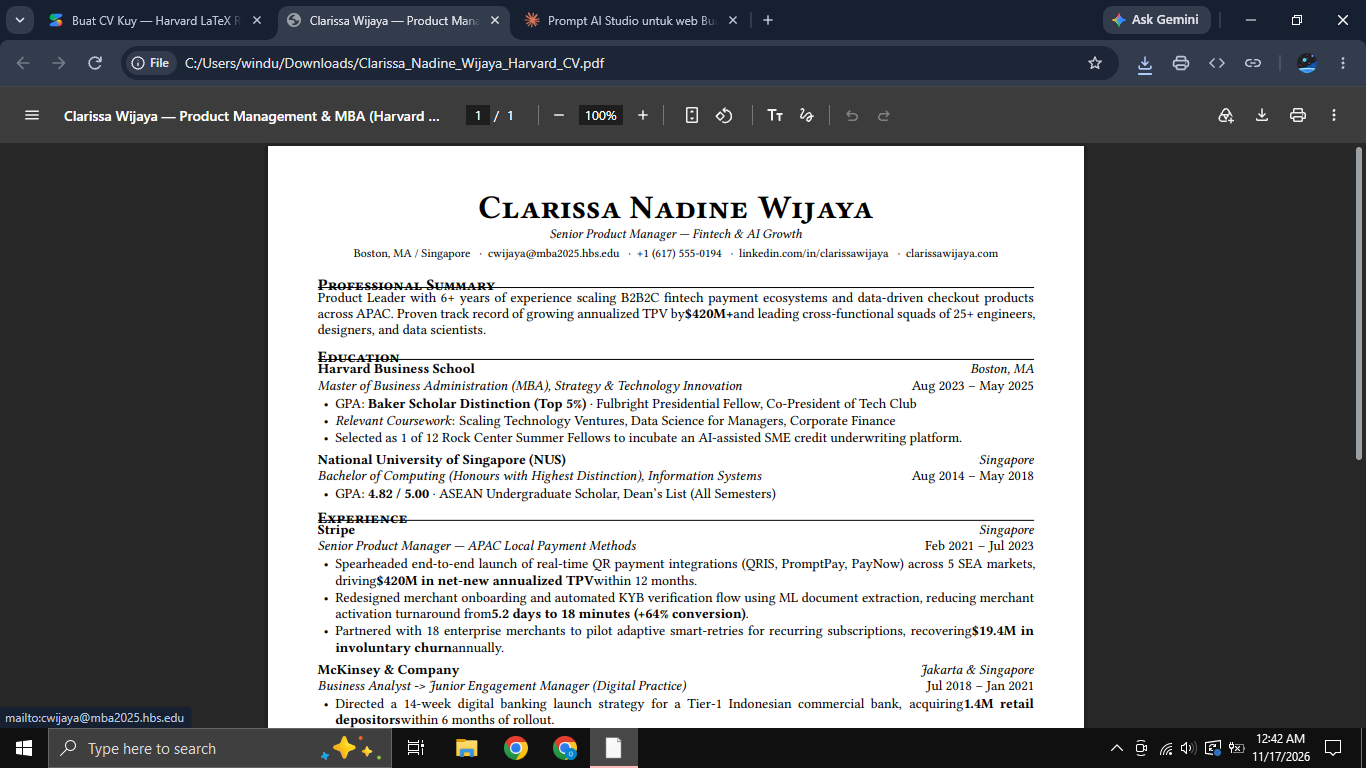 Buat CV Kuy — Harvard LaTeX R
Clarissa Wijaya — Product Mana
Prompt AI Studio untuk web Bu
Ask Gemini
File
C:/Users/windu/Downloads/Clarissa_Nadine_Wijaya_Harvard_CV.pdf
Clarissa Wijaya — Product Management & MBA (Harvard ...
1 / 1
100%
Clarissa Nadine Wijaya
Senior Product Manager — Fintech & AI Growth
Boston, MA / Singapore · cwijaya@mba2025.hbs.edu · +1 (617) 555-0194 · linkedin.com/in/clarissawijaya · clarissawijaya.com
Professional Summary
Product Leader with 6+ years of experience scaling B2B2C fintech payment ecosystems and data-driven checkout products
across APAC. Proven track record of growing annualized TPV by$420M+and leading cross-functional squads of 25+ engineers,
designers, and data scientists.
Education
Harvard Business School Boston, MA
Master of Business Administration (MBA), Strategy & Technology Innovation Aug 2023 – May 2025
• GPA: Baker Scholar Distinction (Top 5%) · Fulbright Presidential Fellow, Co-President of Tech Club
• Relevant Coursework: Scaling Technology Ventures, Data Science for Managers, Corporate Finance
• Selected as 1 of 12 Rock Center Summer Fellows to incubate an AI-assisted SME credit underwriting platform.
National University of Singapore (NUS) Singapore
Bachelor of Computing (Honours with Highest Distinction), Information Systems Aug 2014 – May 2018
• GPA: 4.82 / 5.00 · ASEAN Undergraduate Scholar, Dean's List (All Semesters)
Experience
Stripe Singapore
Senior Product Manager — APAC Local Payment Methods Feb 2021 – Jul 2023
• Spearheaded end-to-end launch of real-time QR payment integrations (QRIS, PromptPay, PayNow) across 5 SEA markets,
driving$420M in net-new annualized TPVwithin 12 months.
• Redesigned merchant onboarding and automated KYB verification flow using ML document extraction, reducing merchant
activation turnaround from5.2 days to 18 minutes (+64% conversion).
• Partnered with 18 enterprise merchants to pilot adaptive smart-retries for recurring subscriptions, recovering$19.4M in
involuntary churnannually.
McKinsey & Company Jakarta & Singapore
Business Analyst -> Junior Engagement Manager (Digital Practice) Jul 2018 – Jan 2021
• Directed a 14-week digital banking launch strategy for a Tier-1 Indonesian commercial bank, acquiring1.4M retail
depositorswithin 6 months of rollout.
mailto:cwijaya@mba2025.hbs.edu
Type here to search
12:42 AM
11/17/2026